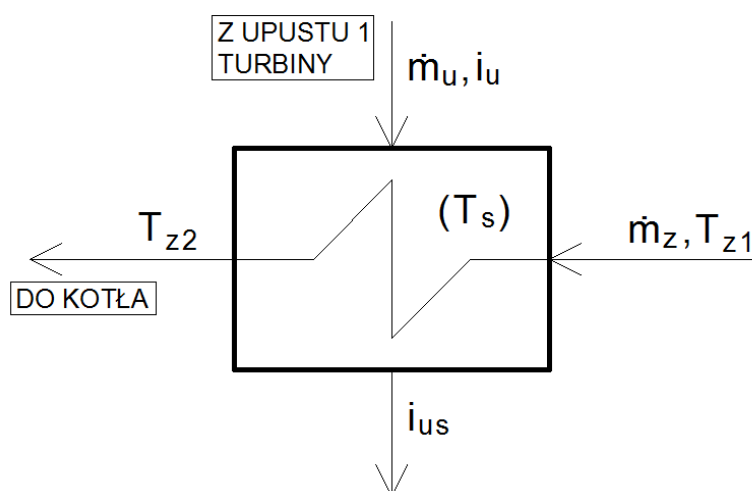 Z UPUSTU 1
TURBINY
ṁu, iu
(Ts)
Tz2
ṁz, Tz1
DO KOTŁA
ius